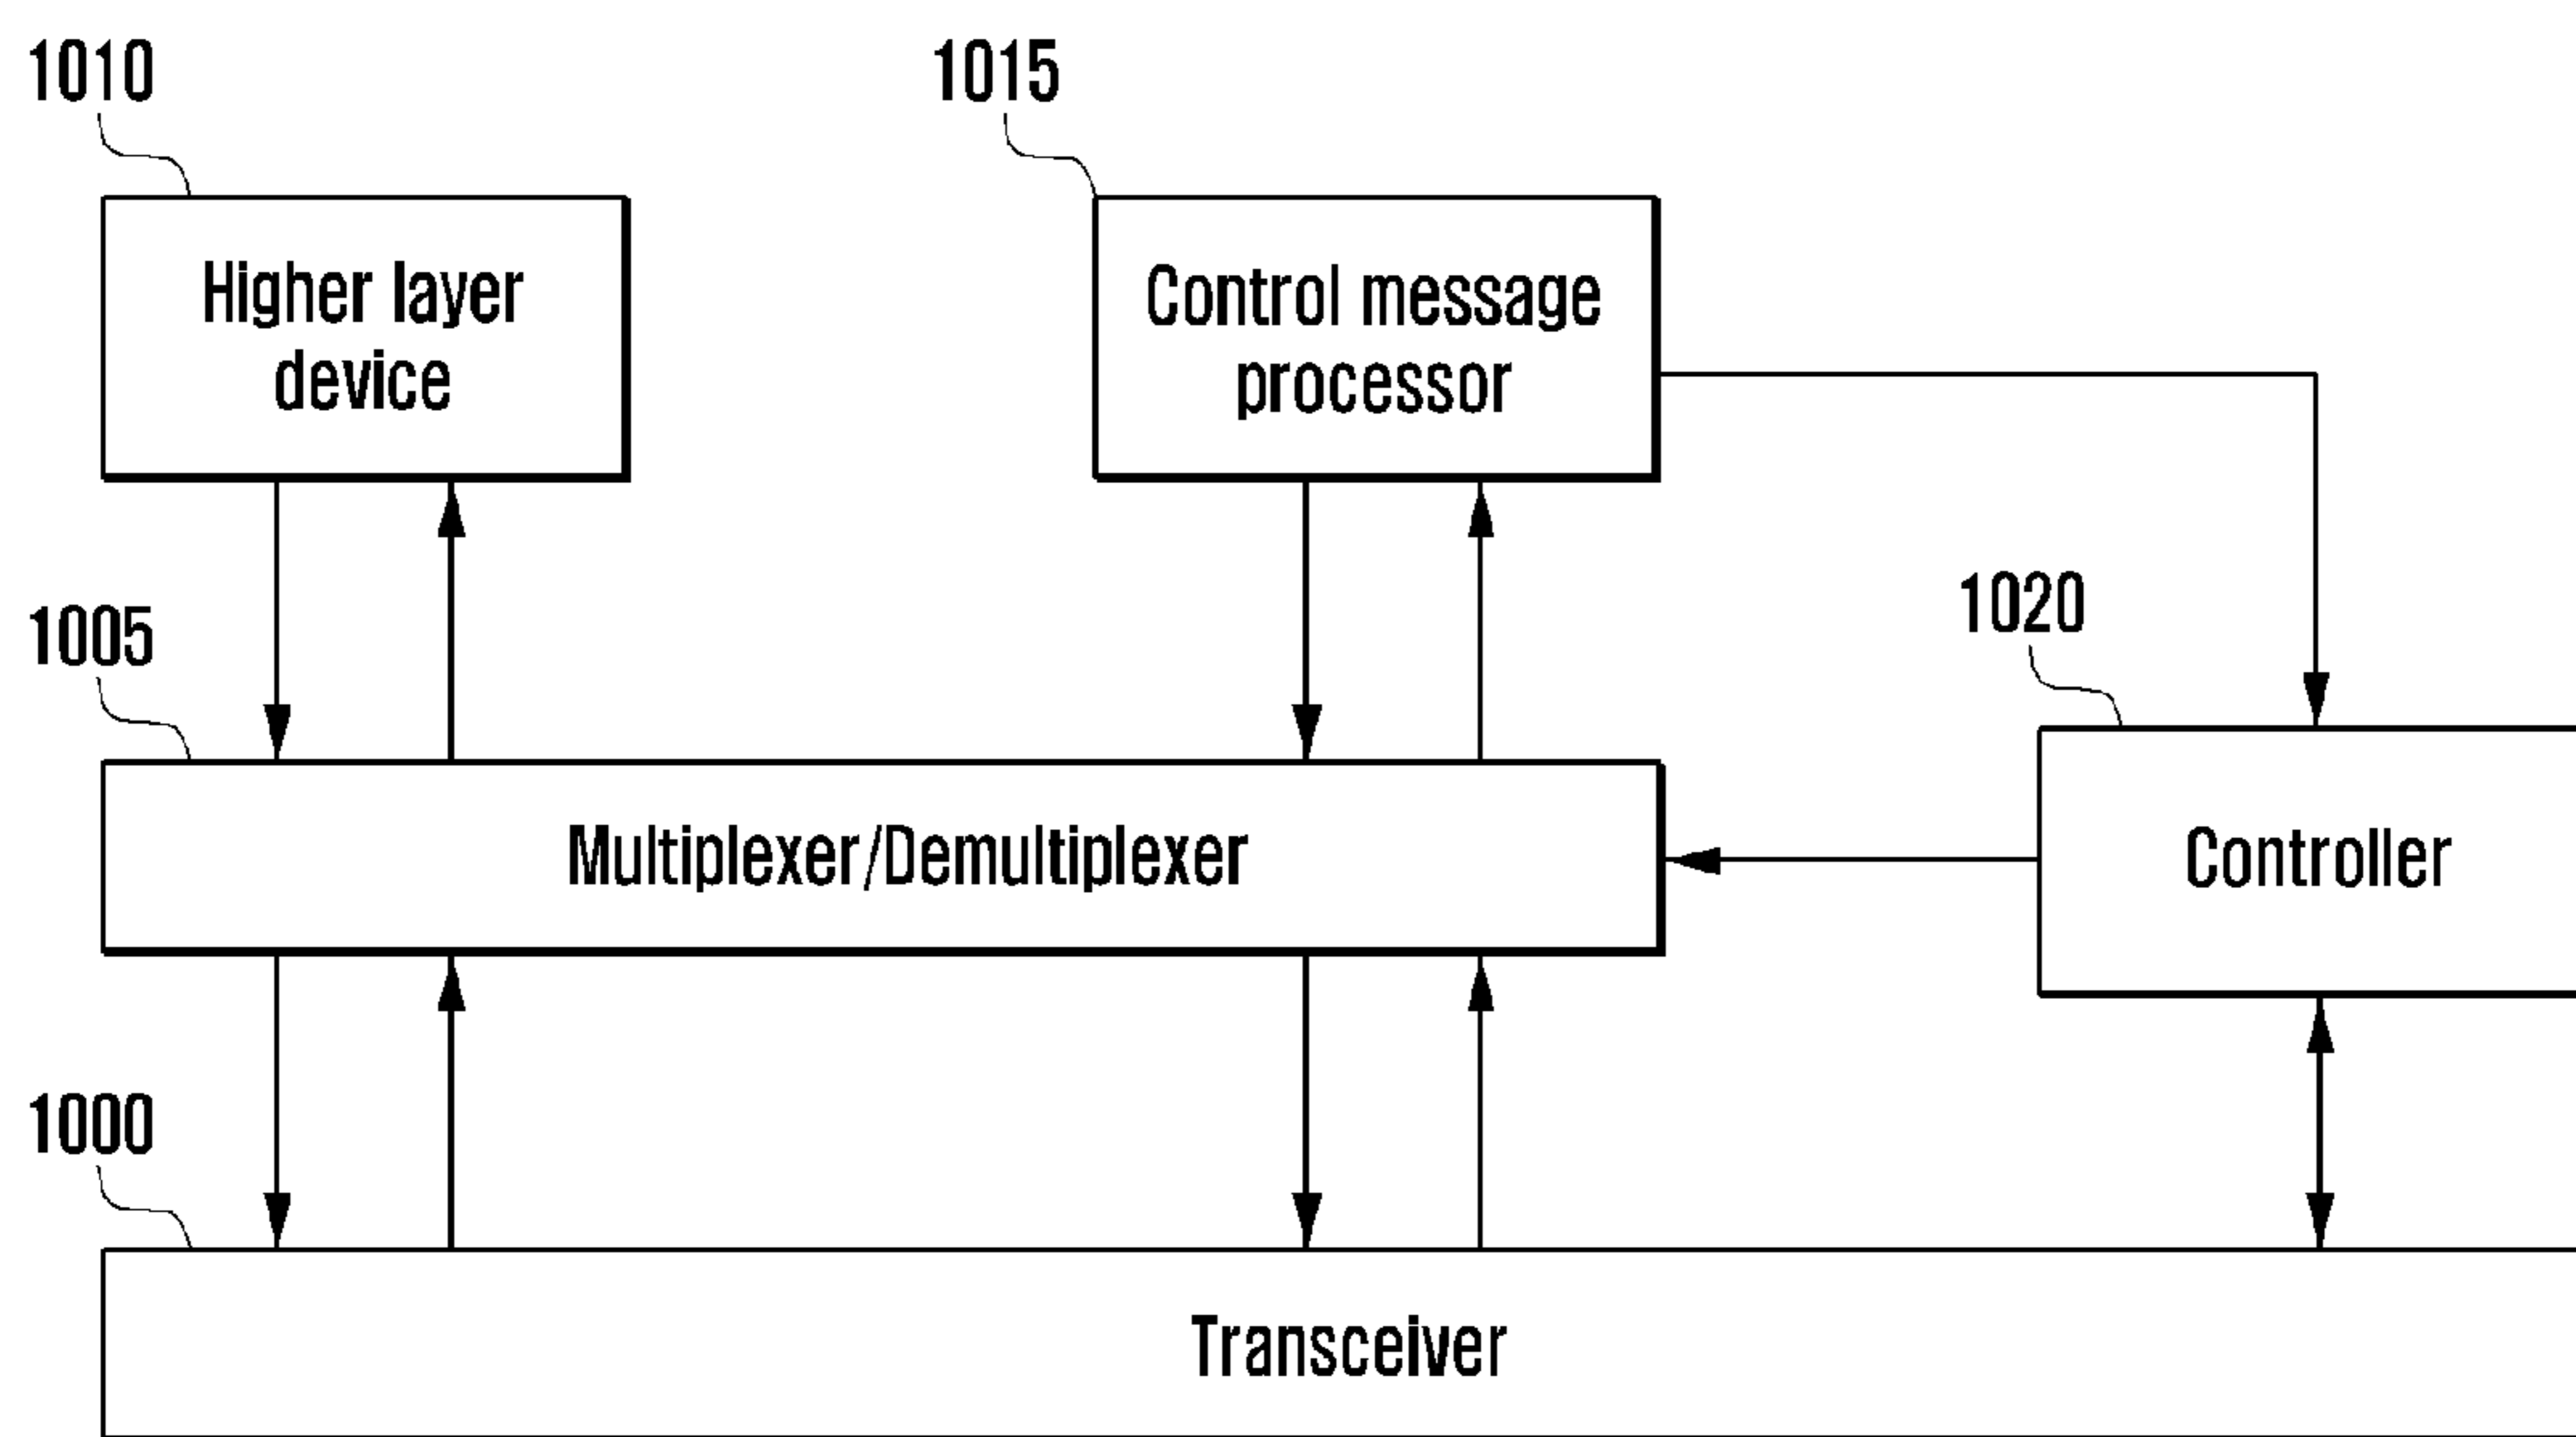 1010
1015
Higher layer
device
Control message
processor
1005
1020
Multiplexer/Demultiplexer
Controller
1000
Transceiver